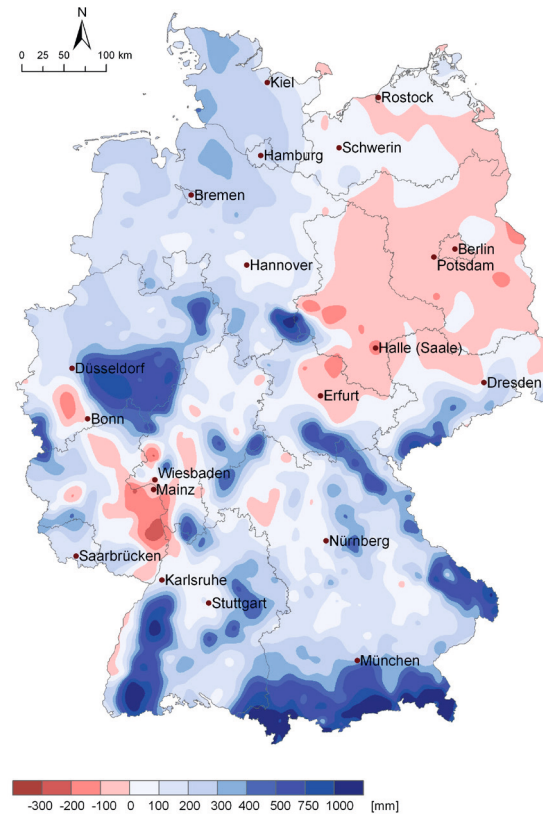 N
0 25 50 100 km
Kiel
Rostock
Schwerin
Hamburg
Bremen
Berlin
Potsdam
Hannover
Halle (Saale)
Düsseldorf
Dresden
Erfurt
Bonn
Wiesbaden
Mainz
Nürnberg
Saarbrücken
Karlsruhe
Stuttgart
München
-300 -200 -100 0 100 200 300 400 500 750 1000 [mm]